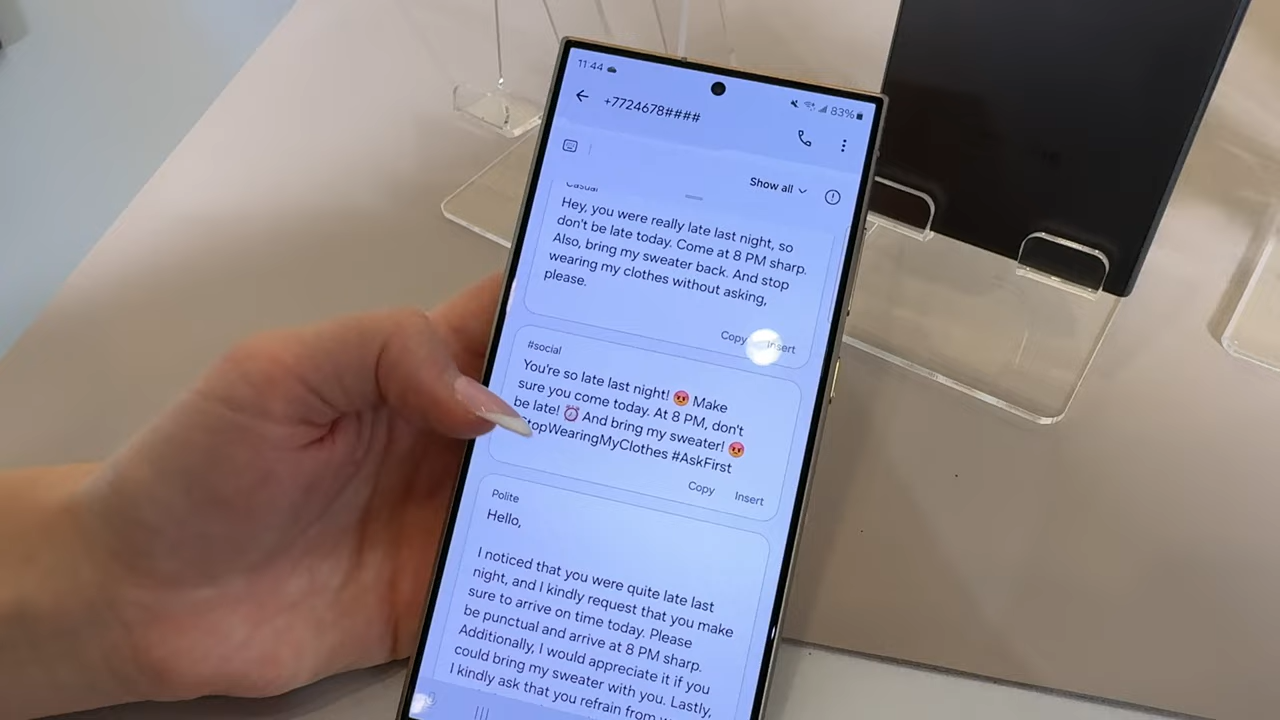 11:44
83%
+7724678####
Show all
Casual
Hey, you were really late last night, so
don't be late today. Come at 8 PM sharp.
Also, bring my sweater back. And stop
wearing my clothes without asking,
please.
Copy Insert
#social
You're so late last night! 😡 Make
sure you come today. At 8 PM, don't
be late! ⏰ And bring my sweater! 😡
topWearingMyClothes #AskFirst
Copy Insert
Polite
Hello,
I noticed that you were quite late last
night, and I kindly request that you make
sure to arrive on time today. Please
be punctual and arrive at 8 PM sharp.
Additionally, I would appreciate it if you
could bring my sweater with you. Lastly,
I kindly ask that you refrain from